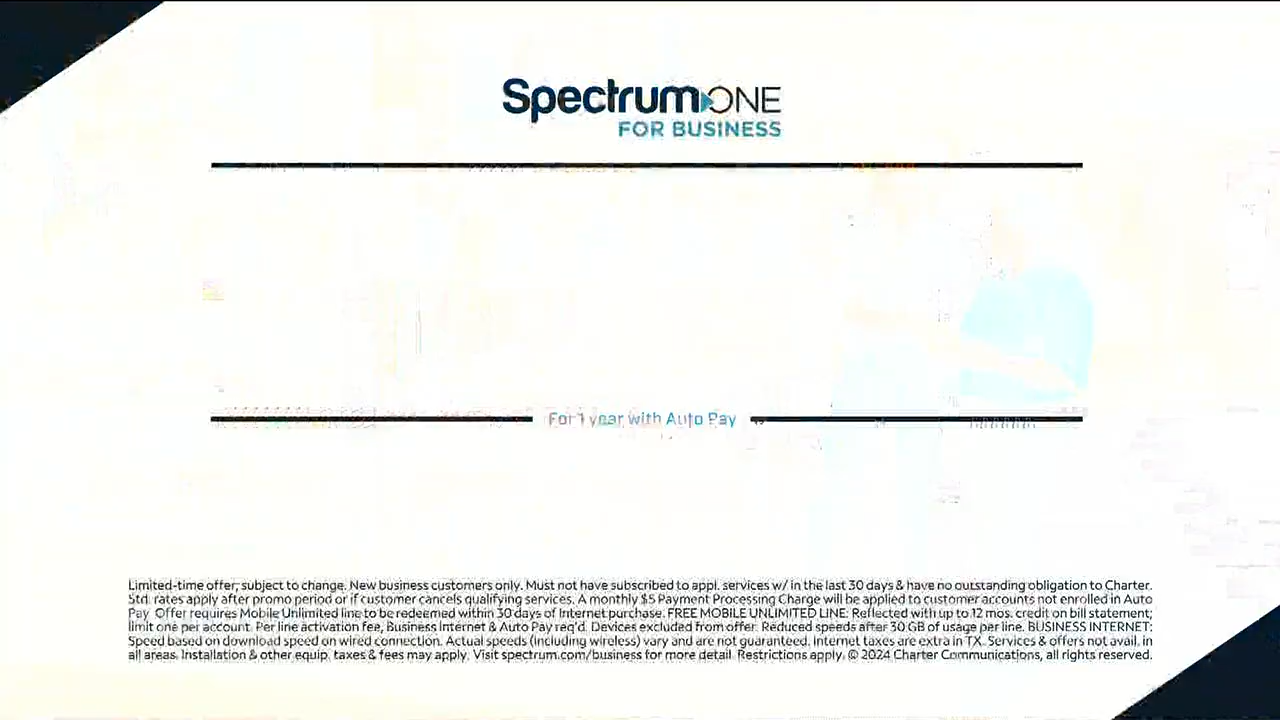 Spectrum ONE
FOR BUSINESS
For 1 year with Auto Pay
Limited-time offer; subject to change. New business customers only. Must not have subscribed to appl. services w/ in the last 30 days & have no outstanding obligation to Charter.
Std. rates apply after promo period or if customer cancels qualifying services. A monthly $5 Payment Processing Charge will be applied to customer accounts not enrolled in Auto
Pay. Offer requires Mobile Unlimited line to be redeemed within 30 days of Internet purchase. FREE MOBILE UNLIMITED LINE: Reflected with up to 12 mos. credit on bill statement;
limit one per account. Per line activation fee, Business Internet & Auto Pay req'd. Devices excluded from offer. Reduced speeds after 30 GB of usage per line. BUSINESS INTERNET:
Speed based on download speed on wired connection. Actual speeds (including wireless) vary and are not guaranteed. Internet taxes are extra in TX. Services & offers not avail. in
all areas. Installation & other equip. taxes & fees may apply. Visit spectrum.com/business for more detail. Restrictions apply. © 2024 Charter Communications, all rights reserved.